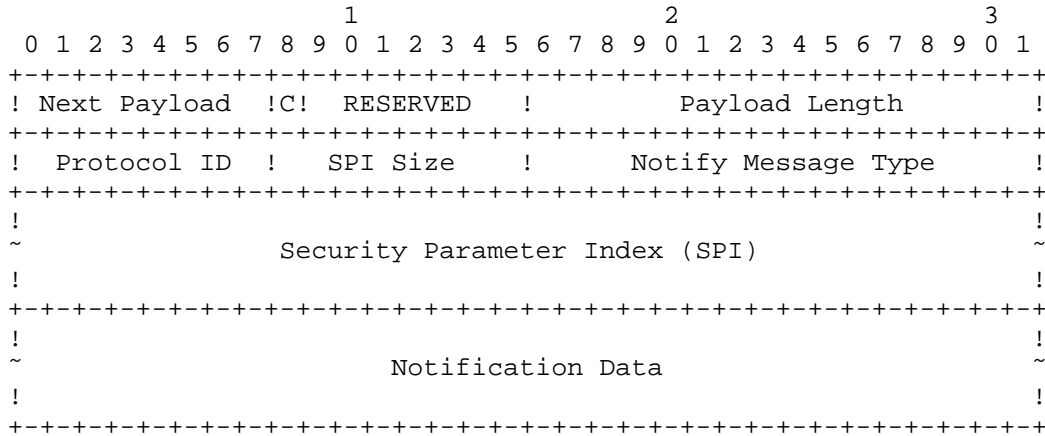 1                   2                   3
 0 1 2 3 4 5 6 7 8 9 0 1 2 3 4 5 6 7 8 9 0 1 2 3 4 5 6 7 8 9 0 1
+-+-+-+-+-+-+-+-+-+-+-+-+-+-+-+-+-+-+-+-+-+-+-+-+-+-+-+-+-+-+-+-+
! Next Payload  !C!  RESERVED   !         Payload Length        !
+-+-+-+-+-+-+-+-+-+-+-+-+-+-+-+-+-+-+-+-+-+-+-+-+-+-+-+-+-+-+-+-+
!  Protocol ID  !   SPI Size    !      Notify Message Type      !
+-+-+-+-+-+-+-+-+-+-+-+-+-+-+-+-+-+-+-+-+-+-+-+-+-+-+-+-+-+-+-+-+
!                                                               !
~                Security Parameter Index (SPI)                 ~
!                                                               !
+-+-+-+-+-+-+-+-+-+-+-+-+-+-+-+-+-+-+-+-+-+-+-+-+-+-+-+-+-+-+-+-+
!                                                               !
~                       Notification Data                       ~
!                                                               !
+-+-+-+-+-+-+-+-+-+-+-+-+-+-+-+-+-+-+-+-+-+-+-+-+-+-+-+-+-+-+-+-+